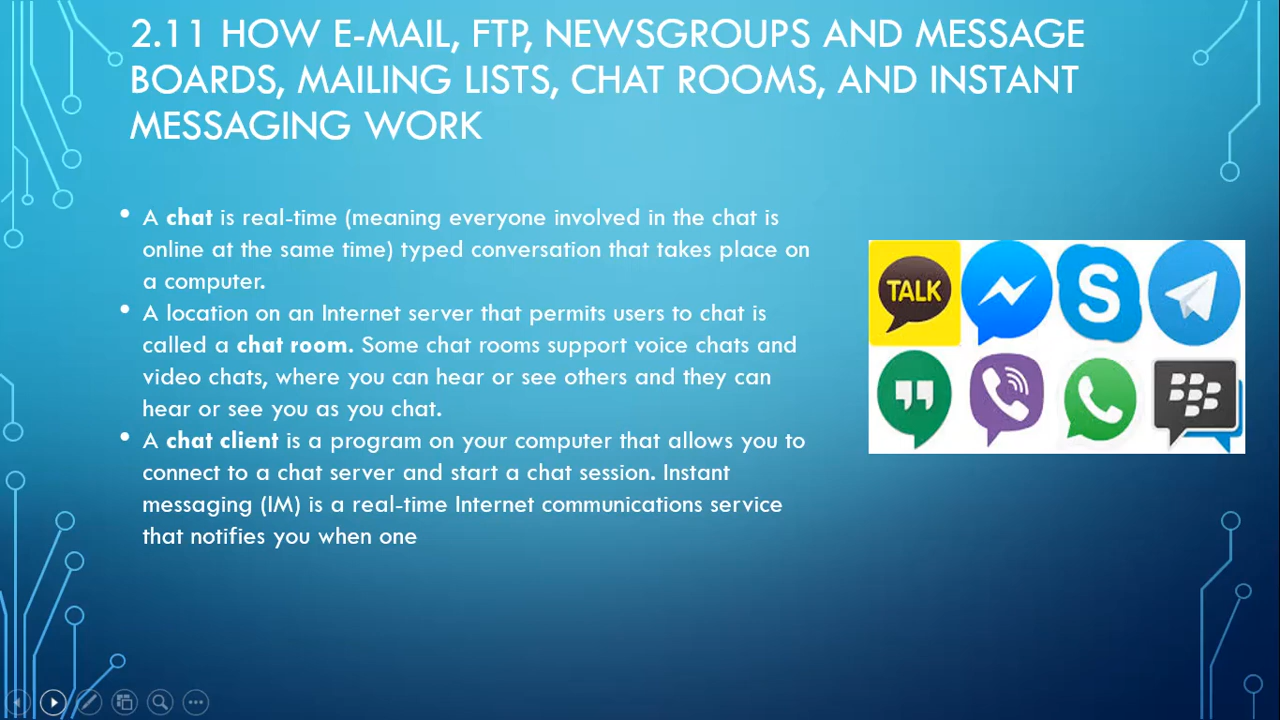 2.11 HOW E-MAIL, FTP, NEWSGROUPS AND MESSAGE
BOARDS, MAILING LISTS, CHAT ROOMS, AND INSTANT
MESSAGING WORK
• A chat is real-time (meaning everyone involved in the chat is
online at the same time) typed conversation that takes place on
a computer.
• A location on an Internet server that permits users to chat is
called a chat room. Some chat rooms support voice chats and
video chats, where you can hear or see others and they can
hear or see you as you chat.
• A chat client is a program on your computer that allows you to
connect to a chat server and start a chat session. Instant
messaging (IM) is a real-time Internet communications service
that notifies you when one
TALK
S